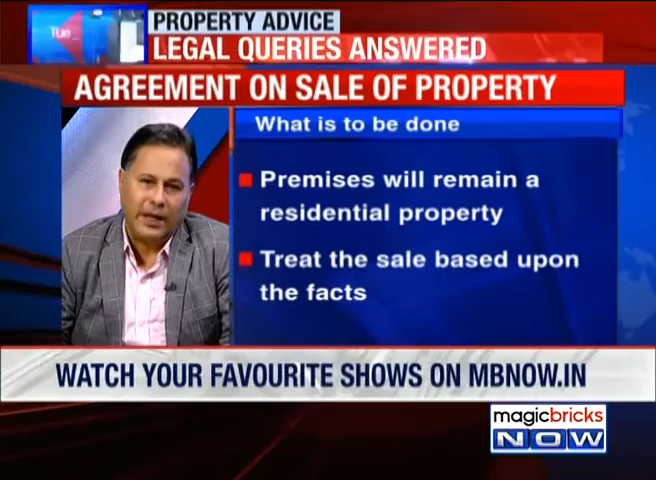 Tue
PROPERTY ADVICE
LEGAL QUERIES ANSWERED
AGREEMENT ON SALE OF PROPERTY
What is to be done
Premises will remain a
residential property
Treat the sale based upon
the facts
WATCH YOUR FAVOURITE SHOWS ON MBNOW.IN
magicbricks
NOW